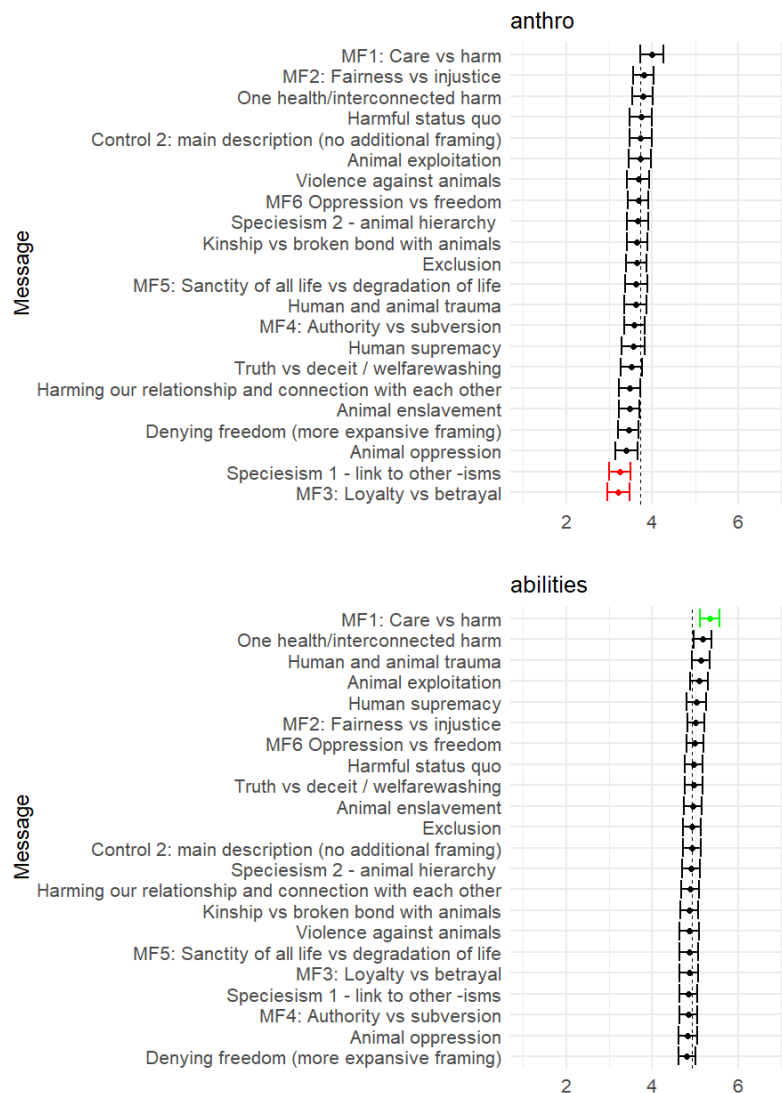 anthro
MF1: Care vs harm
MF2: Fairness vs injustice
One health/interconnected harm
Harmful status quo
Control 2: main description (no additional framing)
Animal exploitation
Violence against animals
MF6 Oppression vs freedom
Speciesism 2 - animal hierarchy
Kinship vs broken bond with animals
Exclusion
MF5: Sanctity of all life vs degradation of life
Human and animal trauma
MF4: Authority vs subversion
Human supremacy
Truth vs deceit / welfarewashing
Harming our relationship and connection with each other
Animal enslavement
Denying freedom (more expansive framing)
Animal oppression
Speciesism 1 - link to other -isms
MF3: Loyalty vs betrayal
Message
2 4 6
abilities
MF1: Care vs harm
One health/interconnected harm
Human and animal trauma
Animal exploitation
Human supremacy
MF2: Fairness vs injustice
MF6 Oppression vs freedom
Harmful status quo
Truth vs deceit / welfarewashing
Animal enslavement
Exclusion
Control 2: main description (no additional framing)
Speciesism 2 - animal hierarchy
Harming our relationship and connection with each other
Kinship vs broken bond with animals
Violence against animals
MF5: Sanctity of all life vs degradation of life
MF3: Loyalty vs betrayal
Speciesism 1 - link to other -isms
MF4: Authority vs subversion
Animal oppression
Denying freedom (more expansive framing)
Message
2 4 6